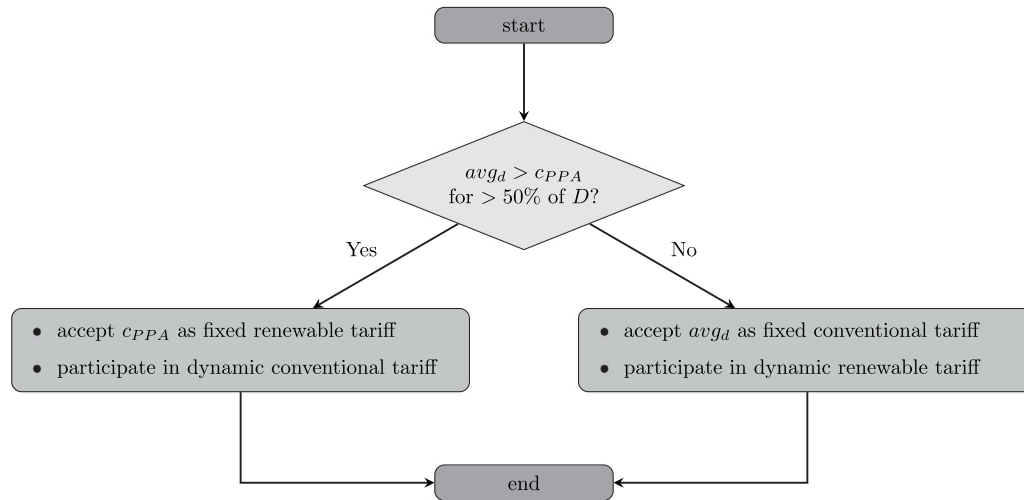 start
avg_d > c_PPA
for > 50% of D?
Yes
No
• accept c_PPA as fixed renewable tariff
• participate in dynamic conventional tariff
• accept avg_d as fixed conventional tariff
• participate in dynamic renewable tariff
end